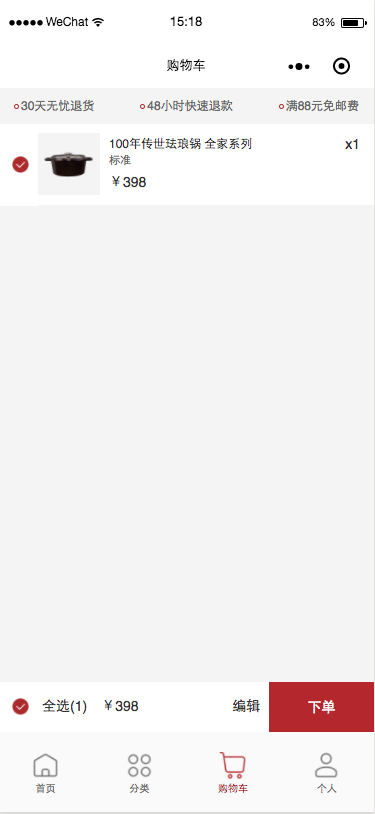 WeChat 15:18 83%
购物车
30天无忧退货 48小时快速退款 满88元免邮费
100年传世珐琅锅 全家系列 x1
标准
￥398
全选(1) ￥398 编辑 下单
首页 分类 购物车 个人